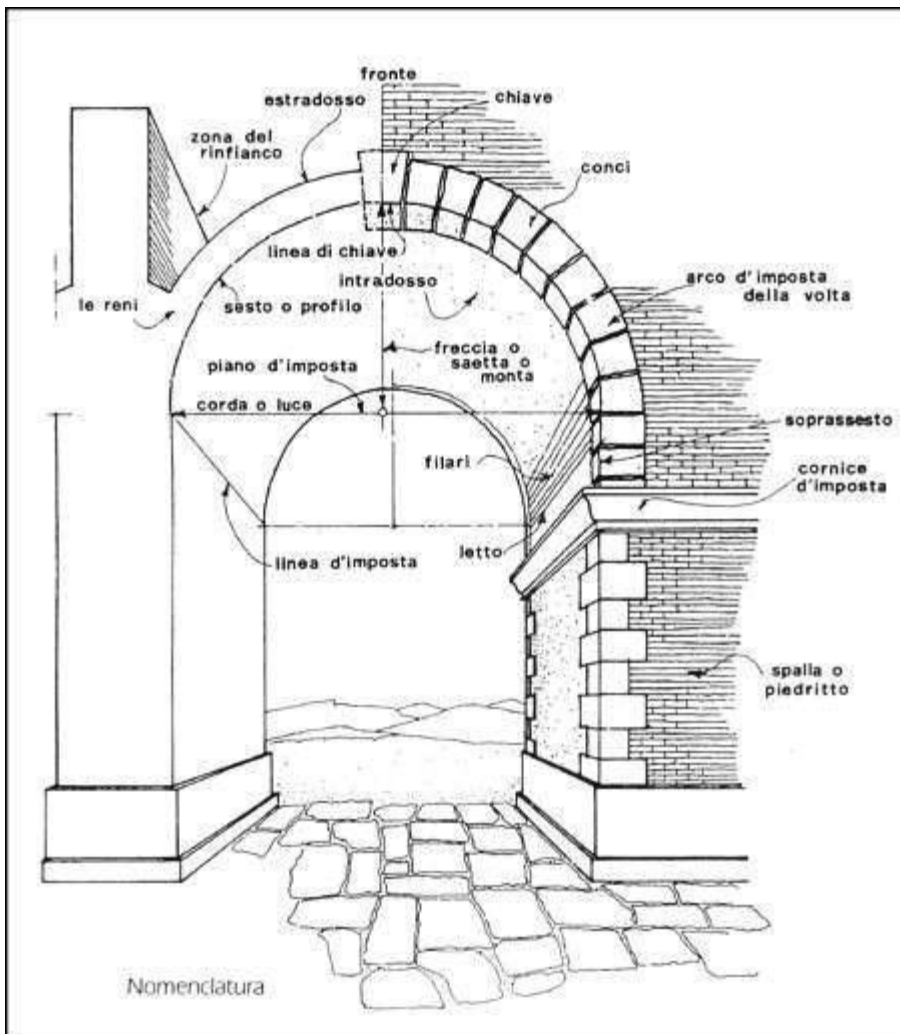 fronte
estradosso
chiave
zona del
rinfianco
conci
linea di chiave
intradosso
arco d'imposta
della volta
le reni
sesto o profilo
freccia o
saetta o
monta
piano d'imposta
corda o luce
soprassesto
filari
cornice
d'imposta
letto
linea d'imposta
spalla o
piedritto
Nomenclatura